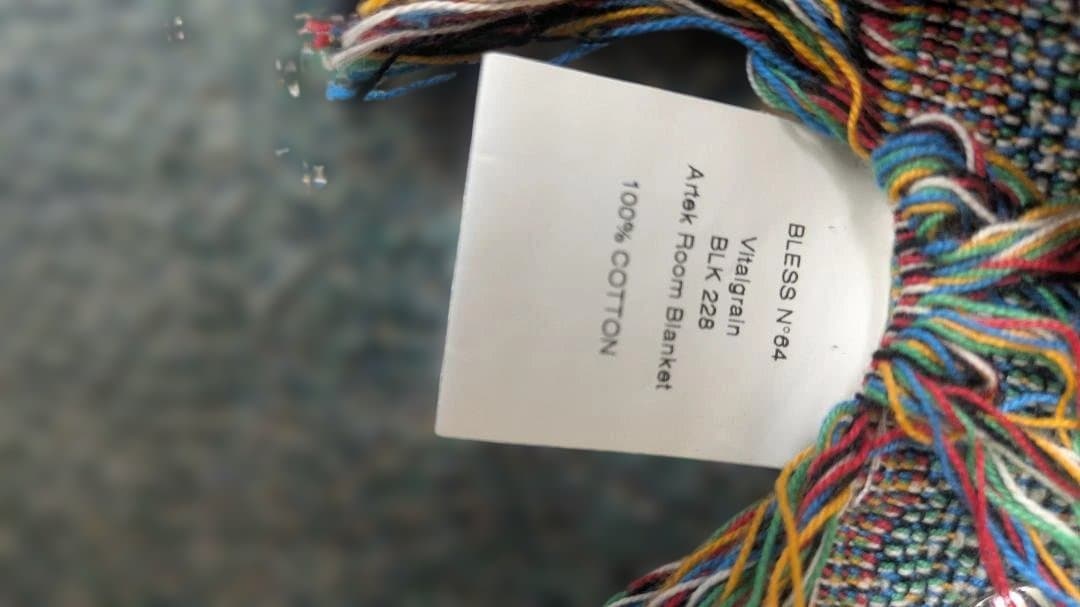 BLESS N°64
Vitalgrain
BLK 228
Artek Room Blanket
100% COTTON